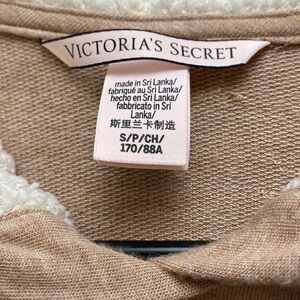 VICTORIA'S SECRET
made in Sri Lanka/
fabriqué au Sri Lanka/
hecho en Sri Lanka/
fabricato in Sri
Lanka/
斯里兰卡制造
S/P/CH/
170/88A